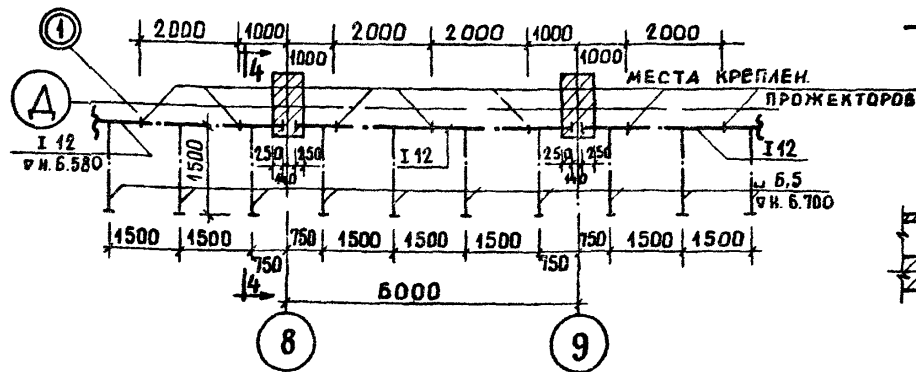 2000 1000 2000 2000 1000 2000
1
4 1000 1000
МЕСТА КРЕПЛЕН.
Д ПРОЖЕКТОРОВ
I 12
▽ Н. 6.580
1500
250 250
140
I 12
250 250
140
I 12
⊔ 6,5
▽ Н. 6.700
1500 1500 750 1500 1500 1500 750 1500 1500
750 750
4
6000
8 9